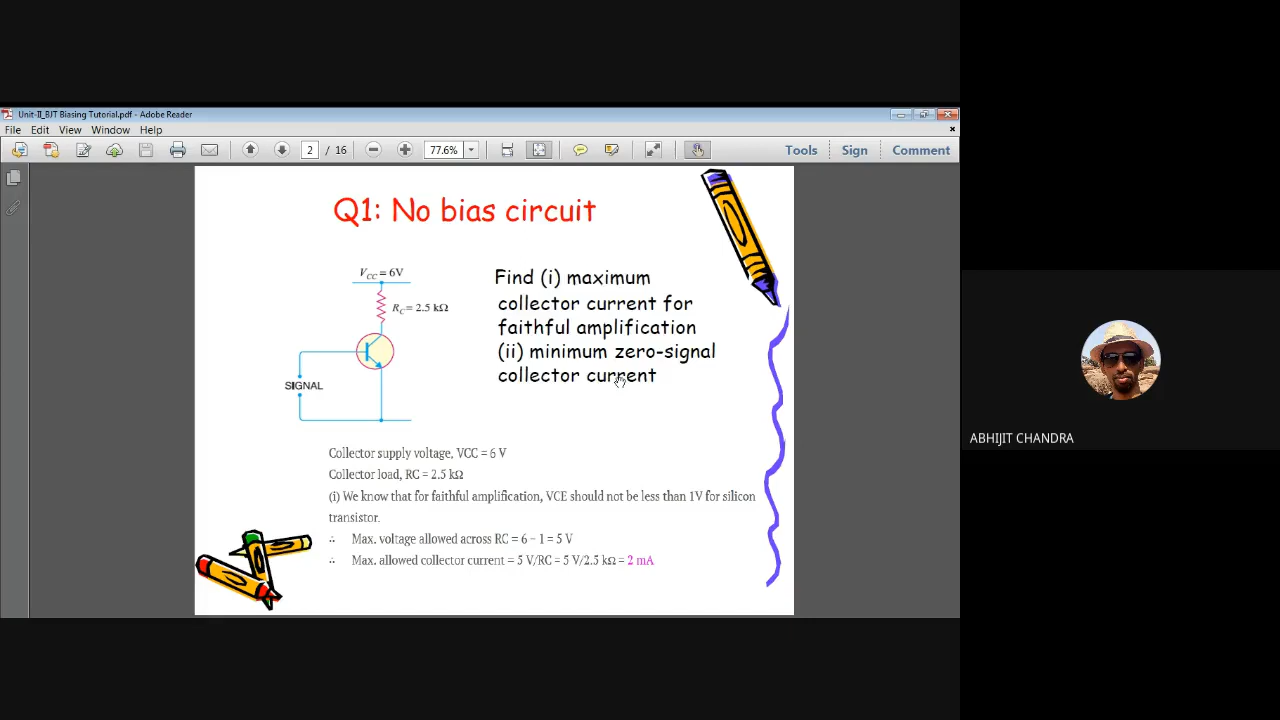 Unit-II_BJT Biasing Tutorial.pdf - Adobe Reader
File Edit View Window Help
2 / 16 77.6% Tools Sign Comment
Q1: No bias circuit
VCC = 6V
RC = 2.5 kΩ
SIGNAL
Find (i) maximum
collector current for
faithful amplification
(ii) minimum zero-signal
collector current
Collector supply voltage, VCC = 6 V
Collector load, RC = 2.5 kΩ
(i) We know that for faithful amplification, VCE should not be less than 1V for silicon
transistor.
∴ Max. voltage allowed across RC = 6 − 1 = 5 V
∴ Max. allowed collector current = 5 V/RC = 5 V/2.5 kΩ = 2 mA
ABHIJIT CHANDRA